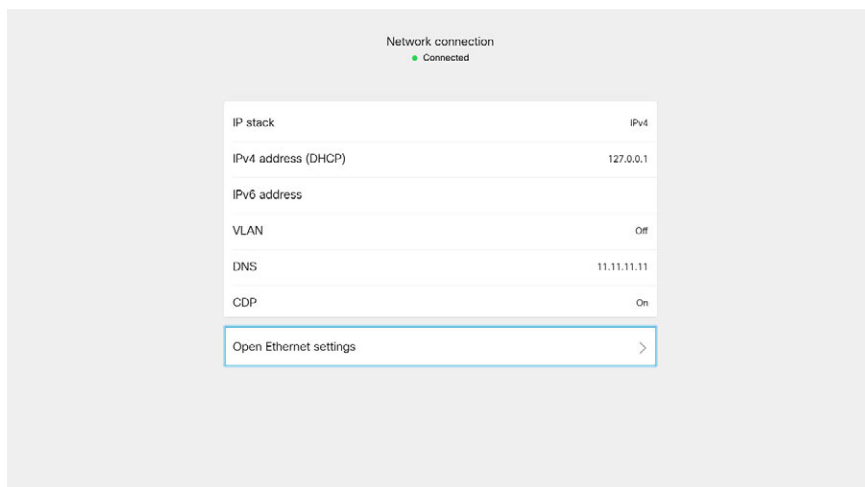 Network connection
Connected
IP stack IPv4
IPv4 address (DHCP) 127.0.0.1
IPv6 address
VLAN Off
DNS 11.11.11.11
CDP On
Open Ethernet settings